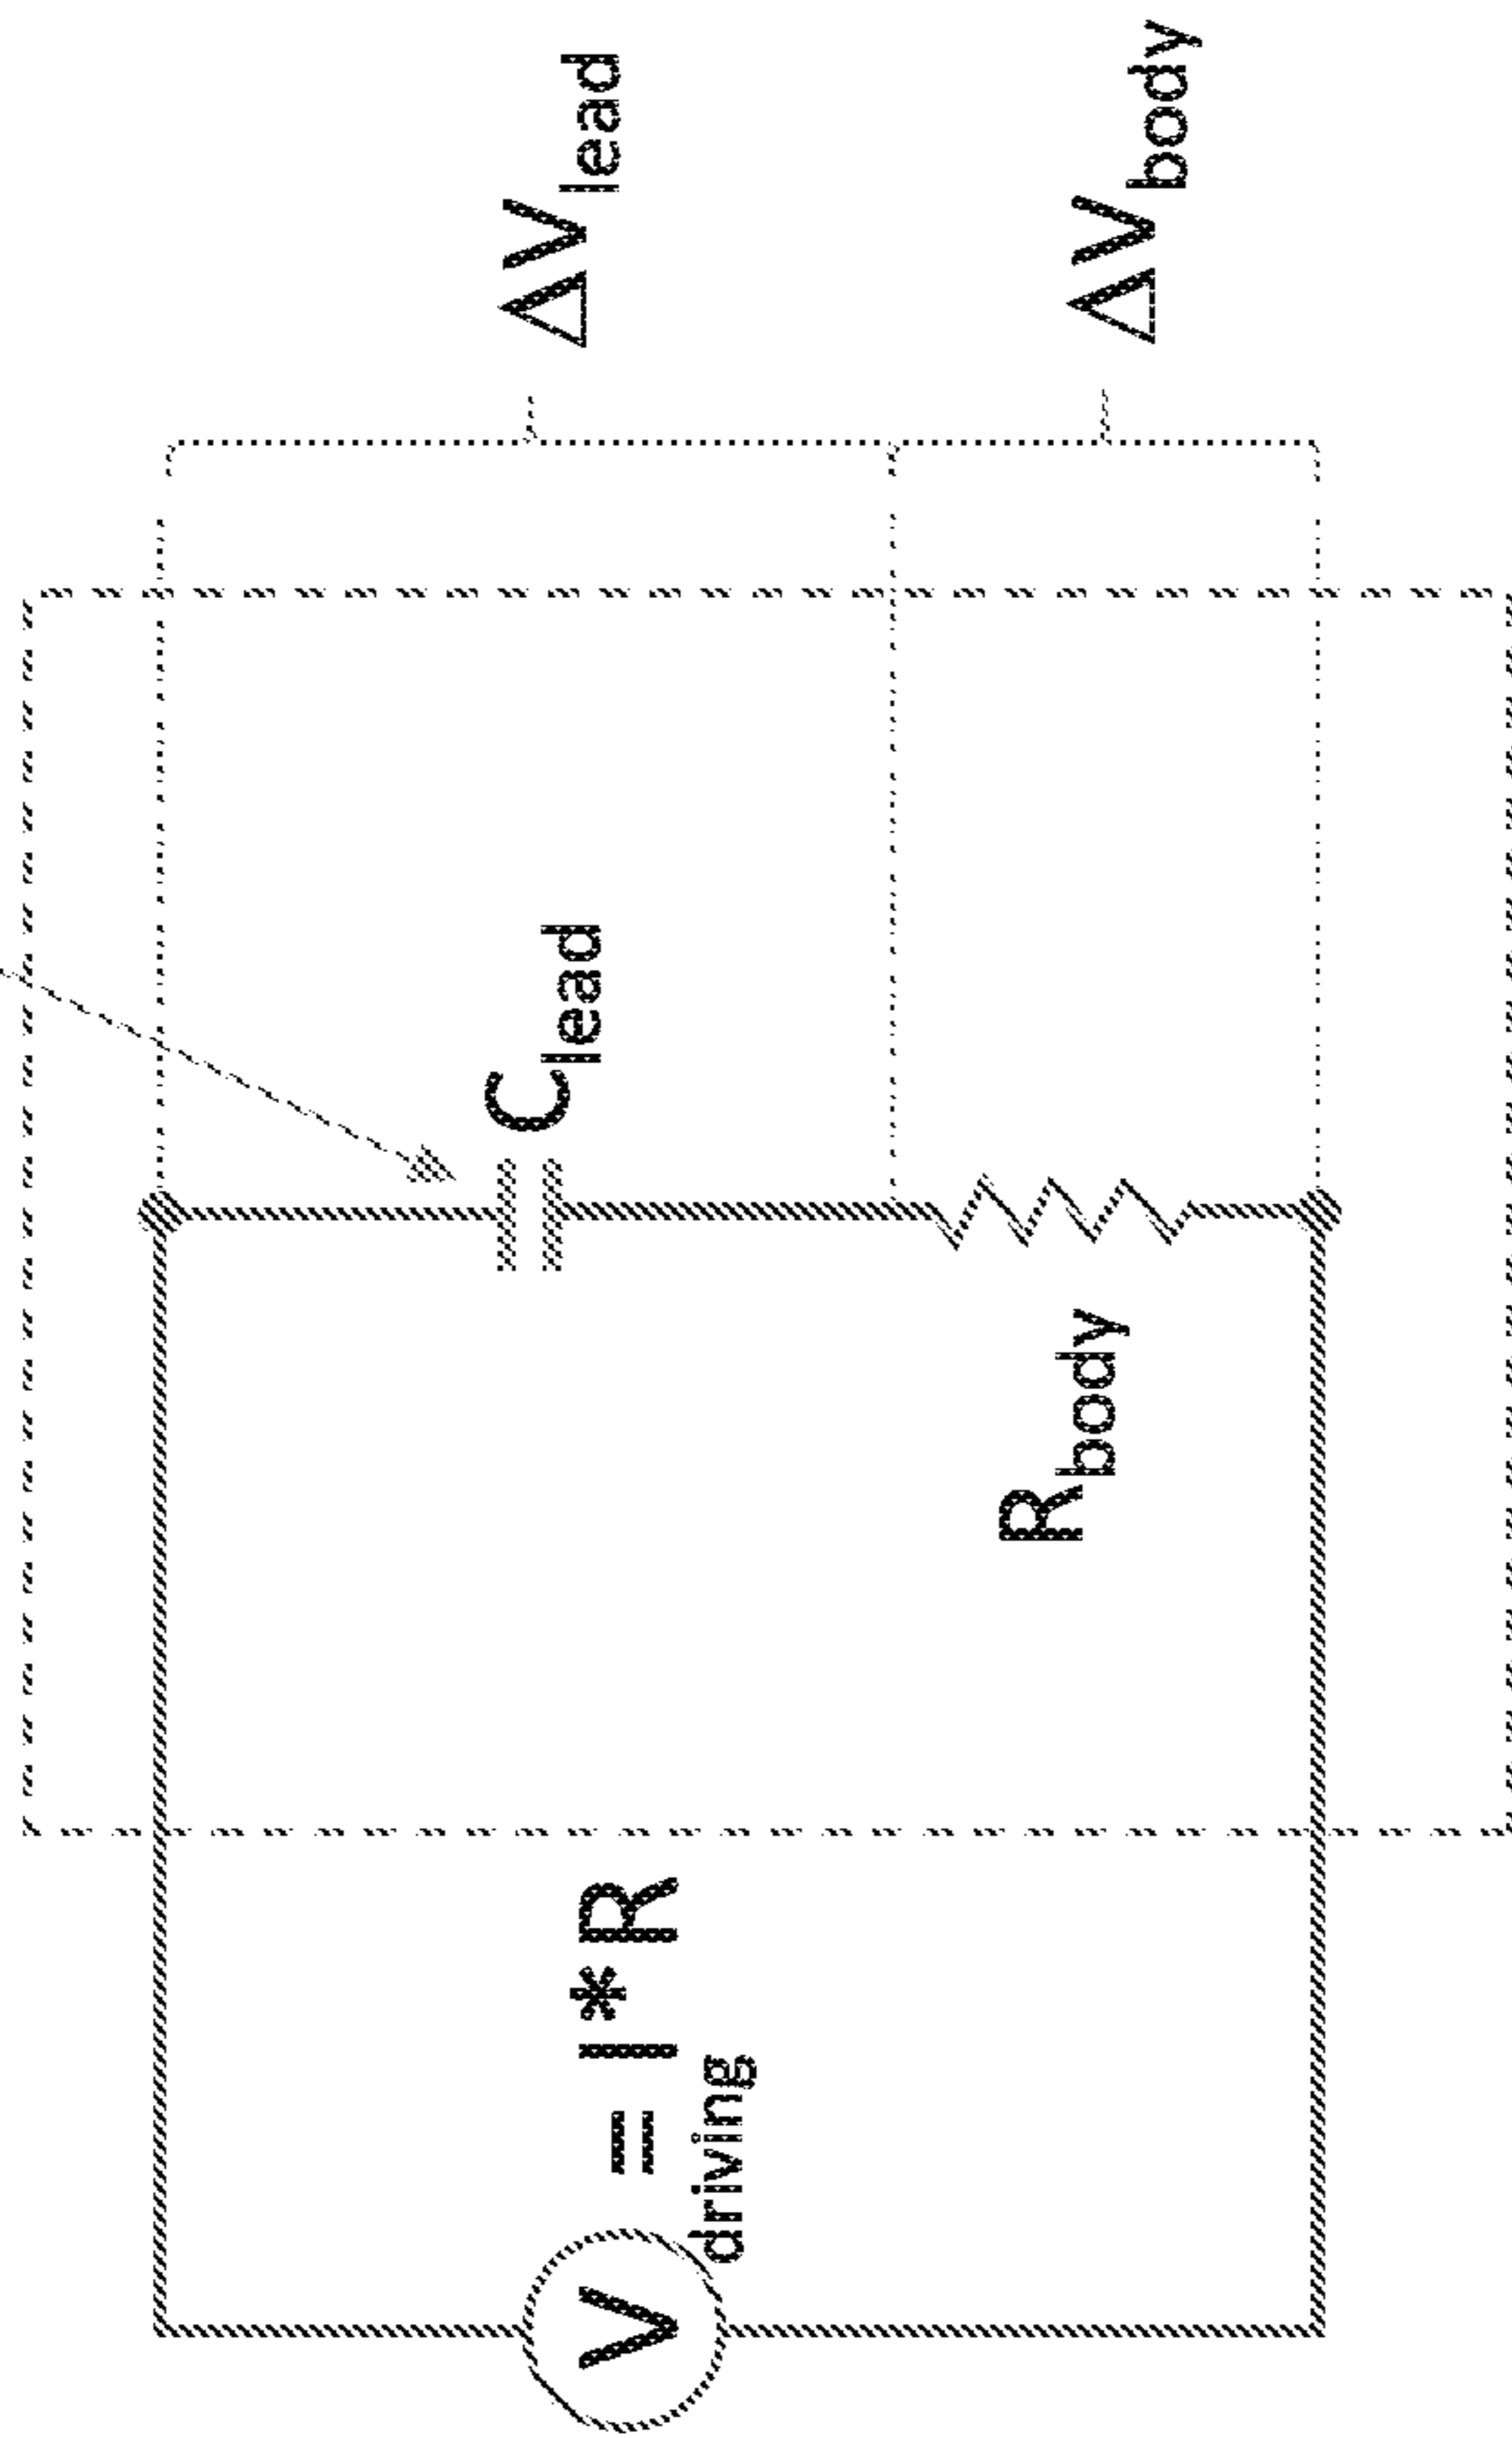 V_driving = I*R
C_lead
R_body
ΔV_lead
ΔV_body